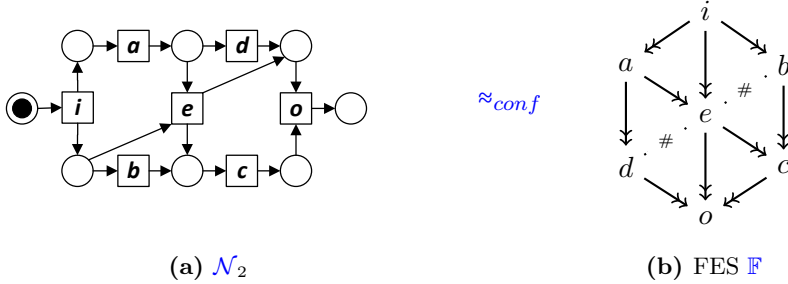 a d
i e o
b c
≈conf
i
a b
#
e
#
d c
o
(a) 𝒩₂ (b) FES 𝔽